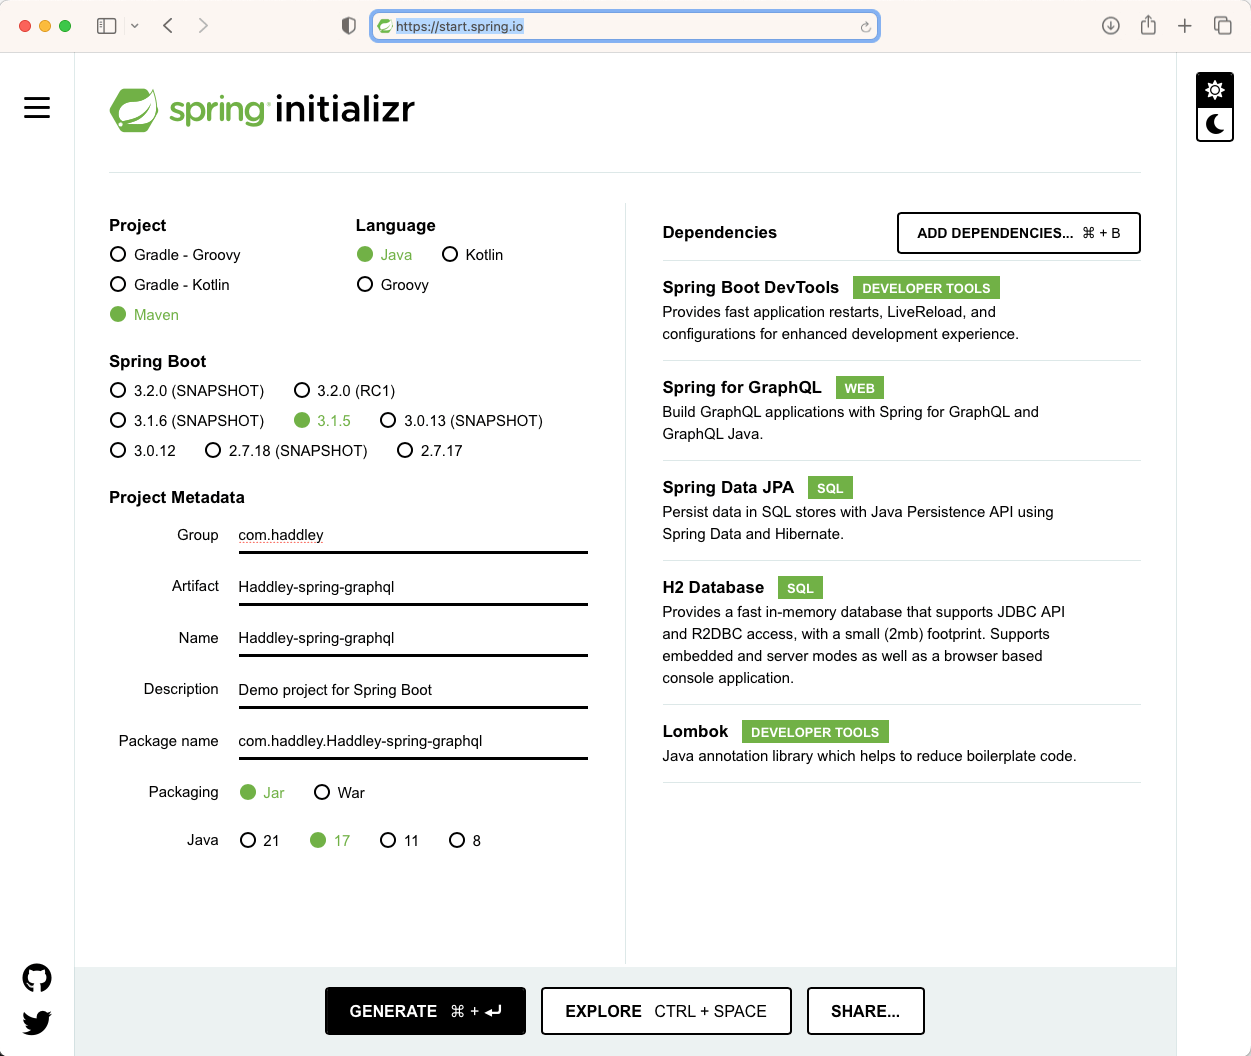 https://start.spring.io
spring initializr
Project
Gradle - Groovy
Gradle - Kotlin
Maven
Language
Java
Kotlin
Groovy
Spring Boot
3.2.0 (SNAPSHOT)
3.2.0 (RC1)
3.1.6 (SNAPSHOT)
3.1.5
3.0.13 (SNAPSHOT)
3.0.12
2.7.18 (SNAPSHOT)
2.7.17
Project Metadata
Group com.haddley
Artifact Haddley-spring-graphql
Name Haddley-spring-graphql
Description Demo project for Spring Boot
Package name com.haddley.Haddley-spring-graphql
Packaging Jar War
Java 21 17 11 8
Dependencies
ADD DEPENDENCIES... ⌘ + B
Spring Boot DevTools DEVELOPER TOOLS
Provides fast application restarts, LiveReload, and
configurations for enhanced development experience.
Spring for GraphQL WEB
Build GraphQL applications with Spring for GraphQL and
GraphQL Java.
Spring Data JPA SQL
Persist data in SQL stores with Java Persistence API using
Spring Data and Hibernate.
H2 Database SQL
Provides a fast in-memory database that supports JDBC API
and R2DBC access, with a small (2mb) footprint. Supports
embedded and server modes as well as a browser based
console application.
Lombok DEVELOPER TOOLS
Java annotation library which helps to reduce boilerplate code.
GENERATE ⌘ + ↵
EXPLORE CTRL + SPACE
SHARE...